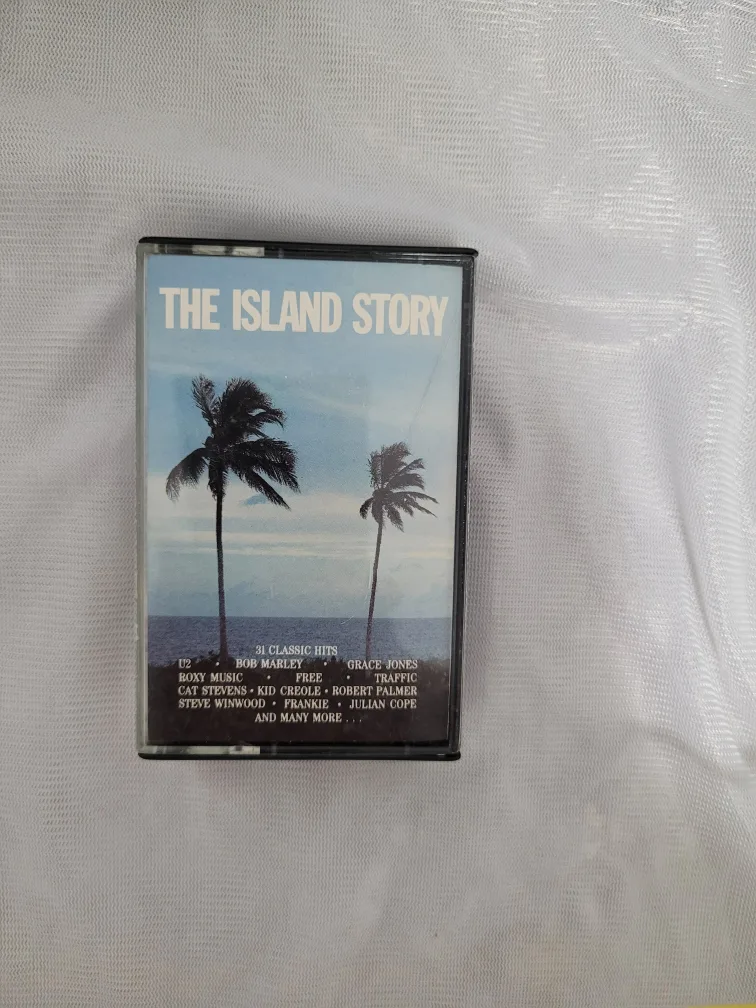 THE ISLAND STORY
31 CLASSIC HITS
U2 • BOB MARLEY • GRACE JONES
ROXY MUSIC • FREE • TRAFFIC
CAT STEVENS • KID CREOLE • ROBERT PALMER
STEVE WINWOOD • FRANKIE • JULIAN COPE
AND MANY MORE . . .